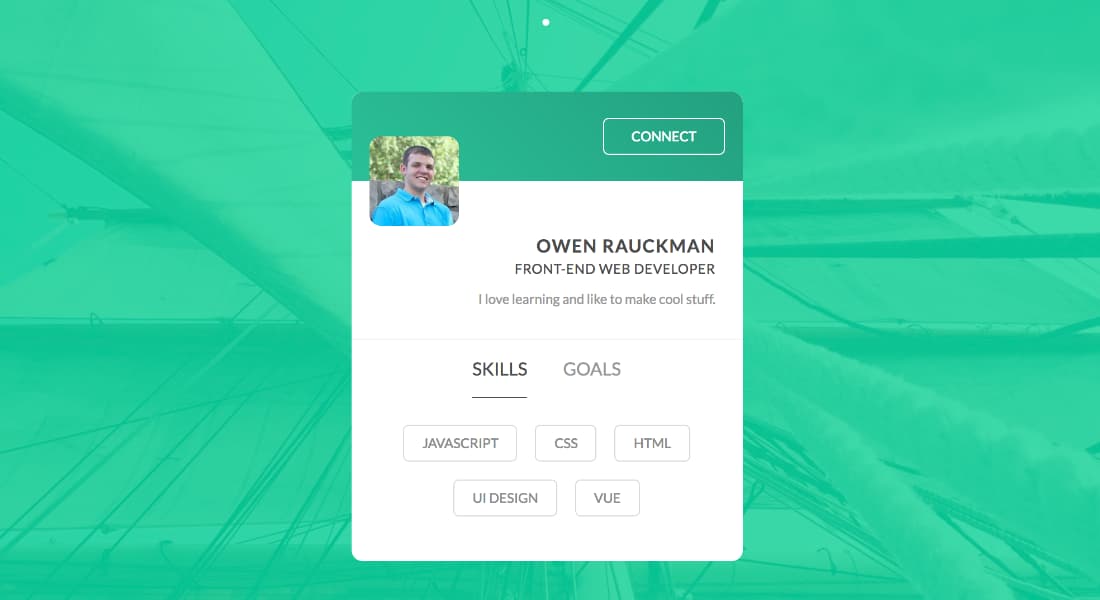 CONNECT
OWEN RAUCKMAN
FRONT-END WEB DEVELOPER
I love learning and like to make cool stuff.
SKILLS GOALS
JAVASCRIPT CSS HTML
UI DESIGN VUE